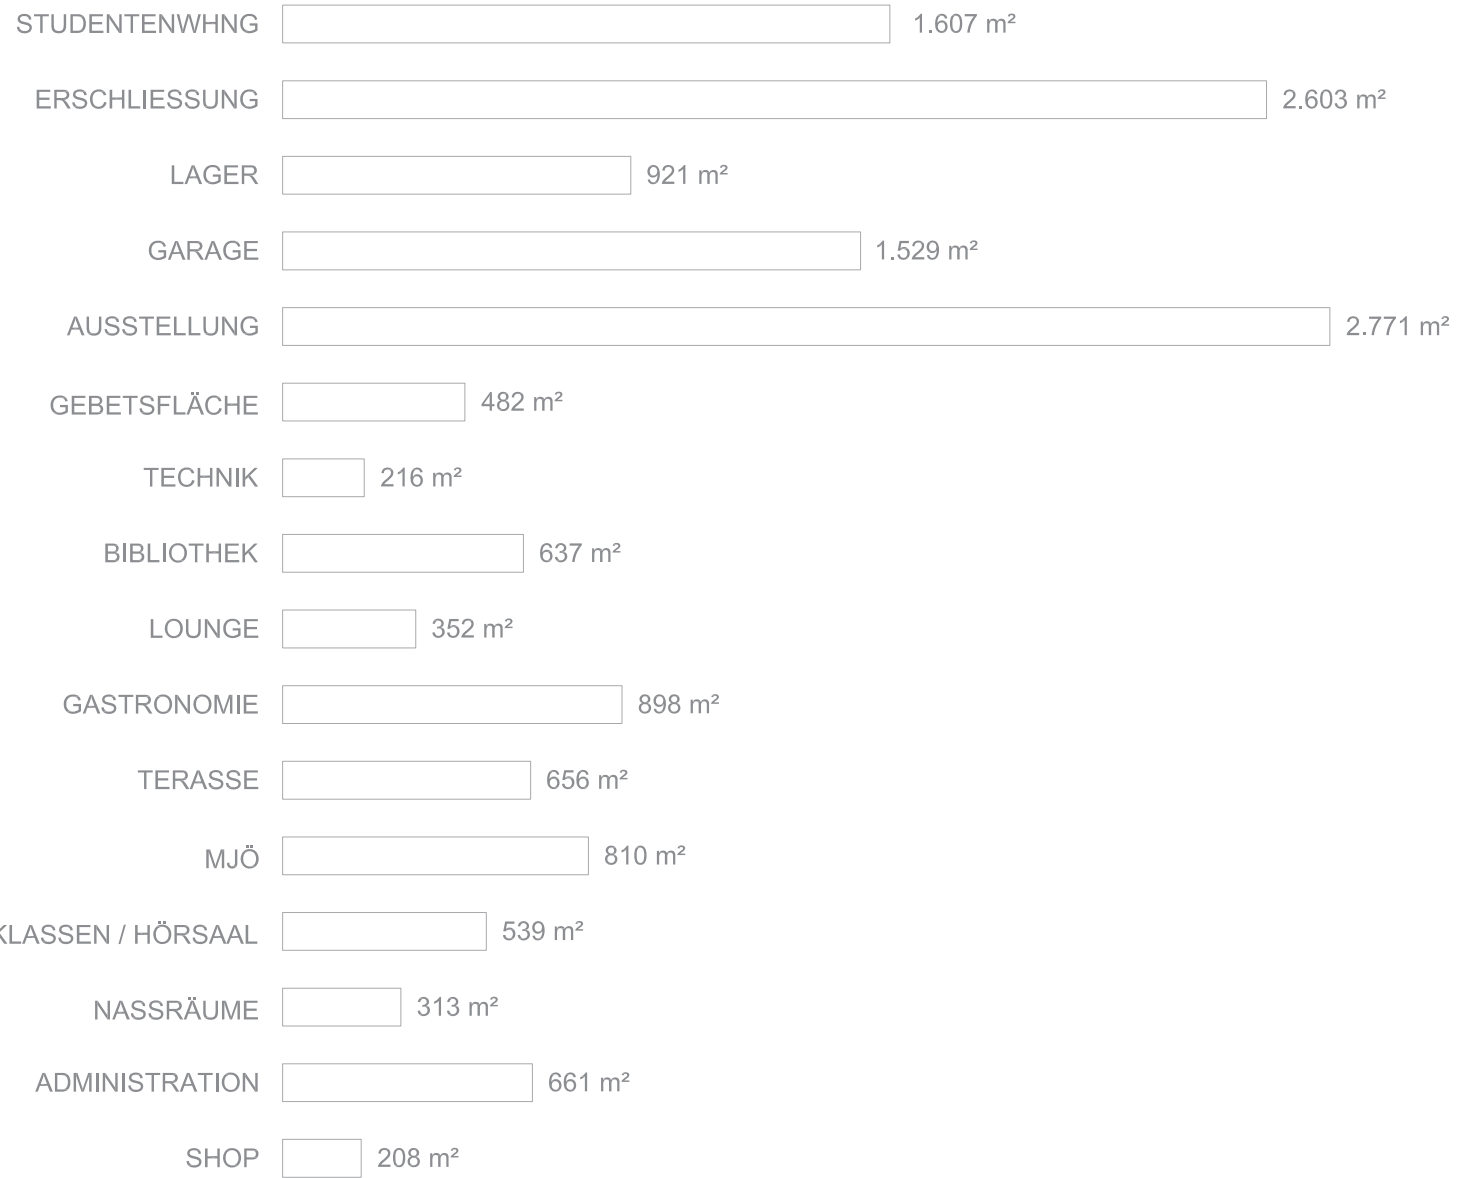 STUDENTENWHNG 1.607 m²
ERSCHLIESSUNG 2.603 m²
LAGER 921 m²
GARAGE 1.529 m²
AUSSTELLUNG 2.771 m²
GEBETSFLÄCHE 482 m²
TECHNIK 216 m²
BIBLIOTHEK 637 m²
LOUNGE 352 m²
GASTRONOMIE 898 m²
TERASSE 656 m²
MJÖ 810 m²
KLASSEN / HÖRSAAL 539 m²
NASSRÄUME 313 m²
ADMINISTRATION 661 m²
SHOP 208 m²